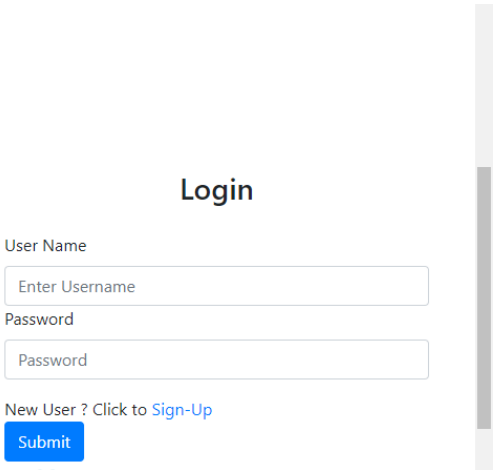 Login
User Name
Enter Username
Password
Password
New User ? Click to Sign-Up
Submit